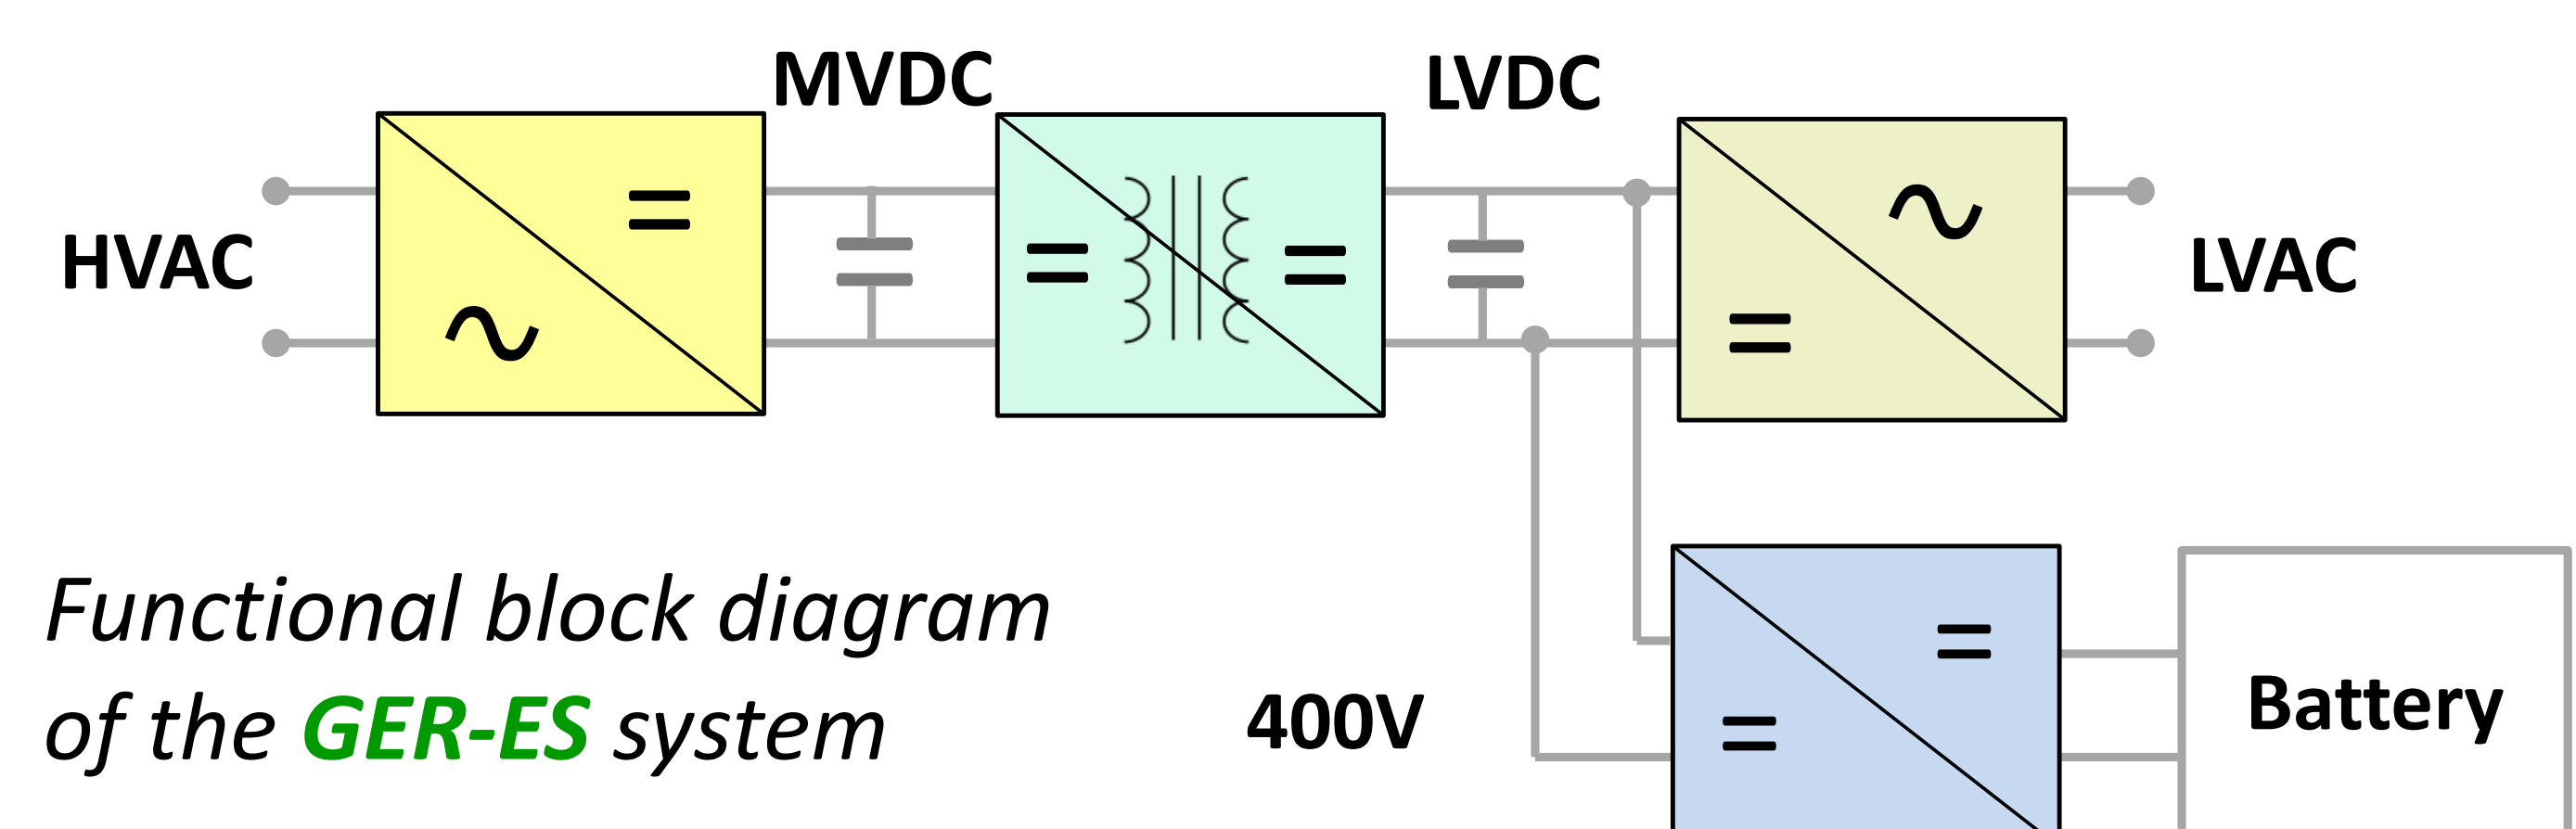 MVDC
LVDC
HVAC
LVAC
Functional block diagram
of the GER-ES system
400V
Battery